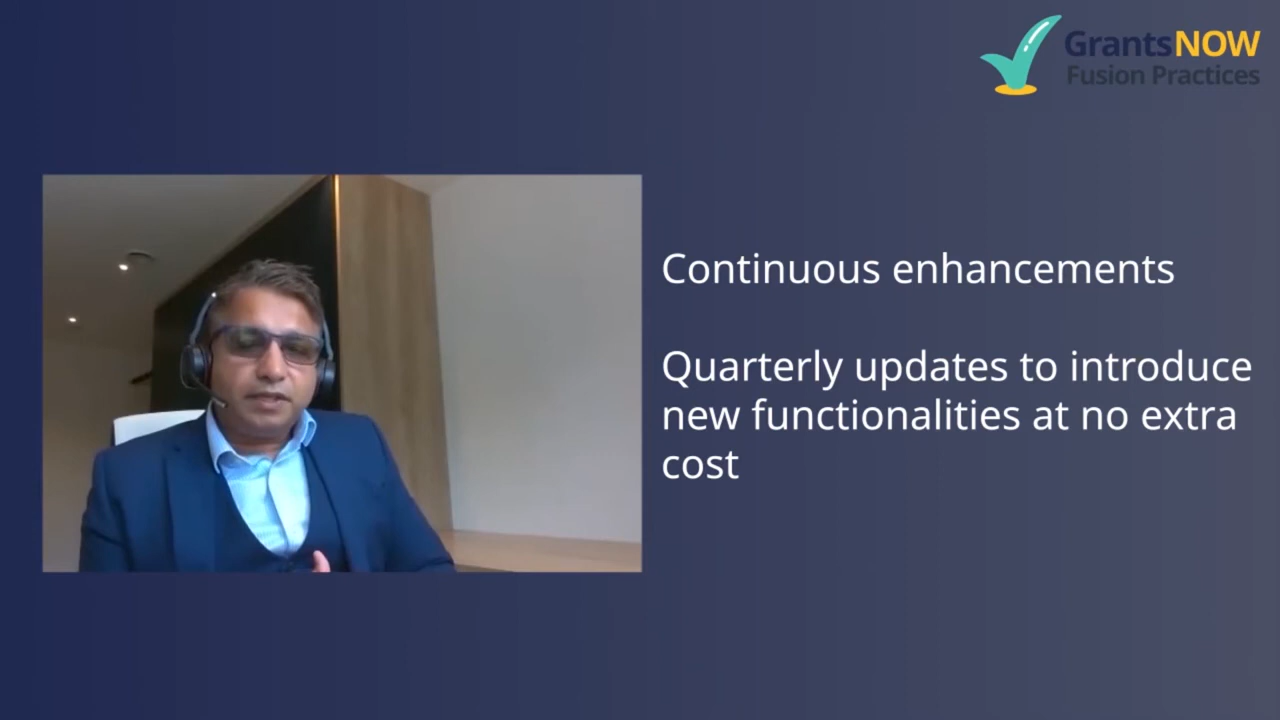 GrantsNOW
Fusion Practices
Continuous enhancements
Quarterly updates to introduce
new functionalities at no extra
cost